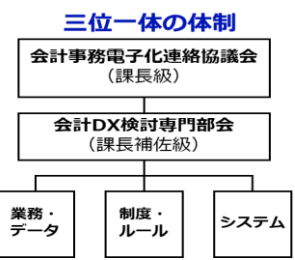 三位一体の体制
会計事務電子化連絡協議会
（課長級）
会計DX検討専門部会
（課長補佐級）
業務・
データ
制度・
ルール
システム